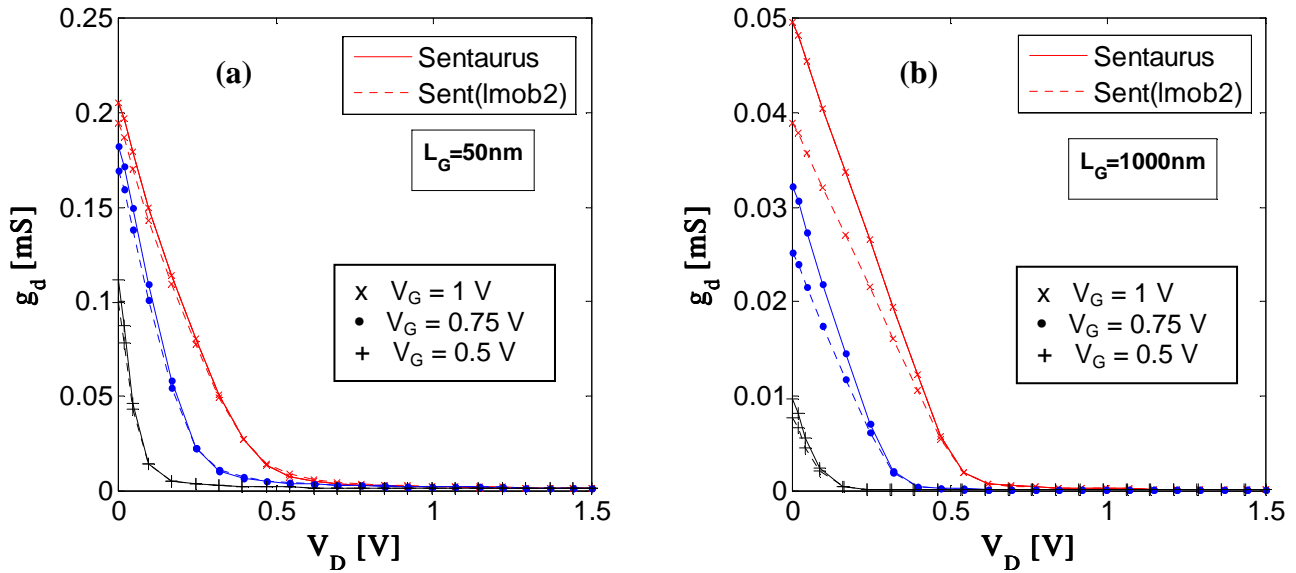 (a)
Sentaurus
Sent(lmob2)
L_G=50nm
x V_G = 1 V
• V_G = 0.75 V
+ V_G = 0.5 V
g_d [mS]
0.25
0.2
0.15
0.1
0.05
0
0 0.5 1 1.5
V_D [V]
(b)
Sentaurus
Sent(lmob2)
L_G=1000nm
x V_G = 1 V
• V_G = 0.75 V
+ V_G = 0.5 V
g_d [mS]
0.05
0.04
0.03
0.02
0.01
0
0 0.5 1 1.5
V_D [V]